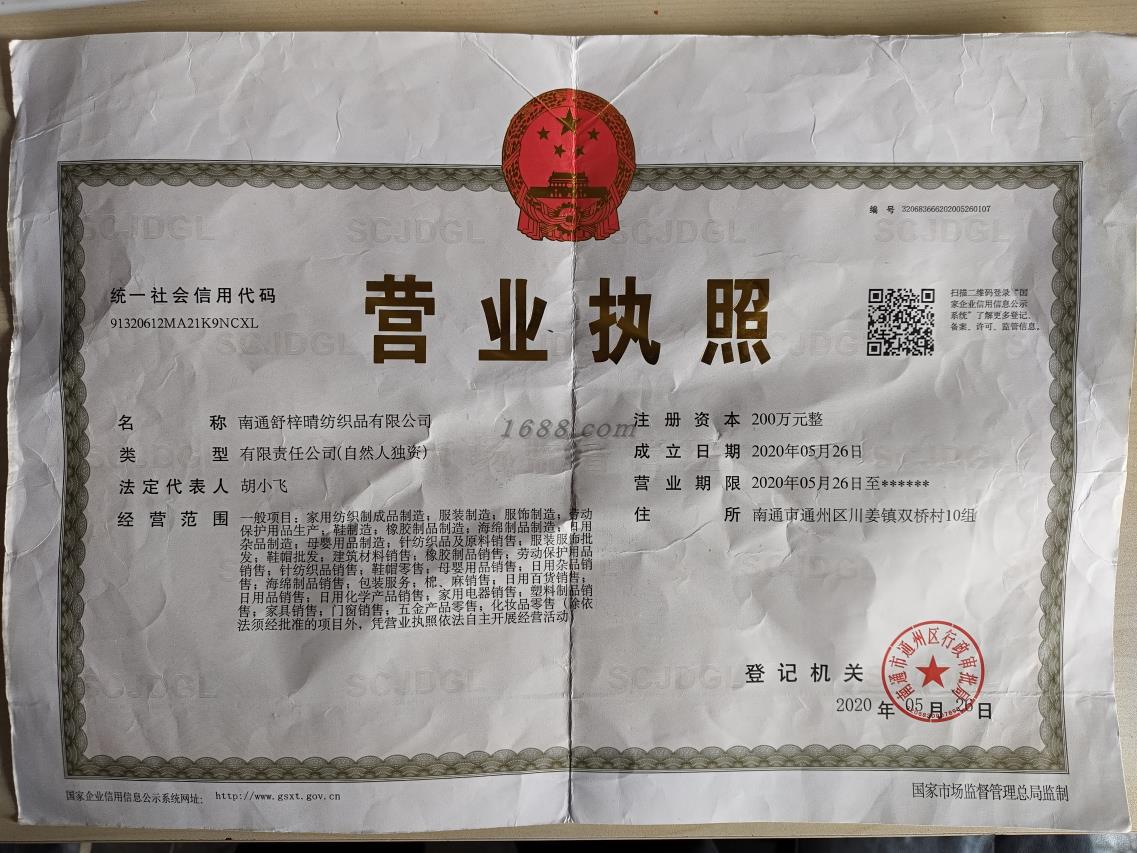 编 号 320683666202005260107
统一社会信用代码
91320612MA21K9NCXL
营业执照
扫描二维码登录“国
家企业信用信息公示
系统”了解更多登记、
备案、许可、监管信息。
名 称 南通舒梓晴纺织品有限公司
类 型 有限责任公司(自然人独资)
法定代表人 胡小飞
经营范围 一般项目：家用纺织制成品制造；服装制造；服饰制造；劳动
保护用品生产；鞋制造；橡胶制品制造；海绵制品制造；日用
杂品制造；母婴用品制造；针纺织品及原料销售；服装服饰批
发；鞋帽批发；建筑材料销售；橡胶制品销售；劳动保护用品
销售；针纺织品销售；鞋帽零售；母婴用品销售；日用杂品销
售；海绵制品销售；包装服务；棉、麻销售；日用百货销售；
日用品销售；日用化学产品销售；家用电器销售；塑料制品销
售；家具销售；门窗销售；五金产品零售；化妆品零售（除依
法须经批准的项目外，凭营业执照依法自主开展经营活动）
注册资本 200万元整
成立日期 2020年05月26日
营业期限 2020年05月26日至******
住 所 南通市通州区川姜镇双桥村10组
1688.com
登记机关
南通市通州区行政审批局
2020 年 05 月 26 日
国家企业信用信息公示系统网址： http://www.gsxt.gov.cn
国家市场监督管理总局监制
SCJDGL